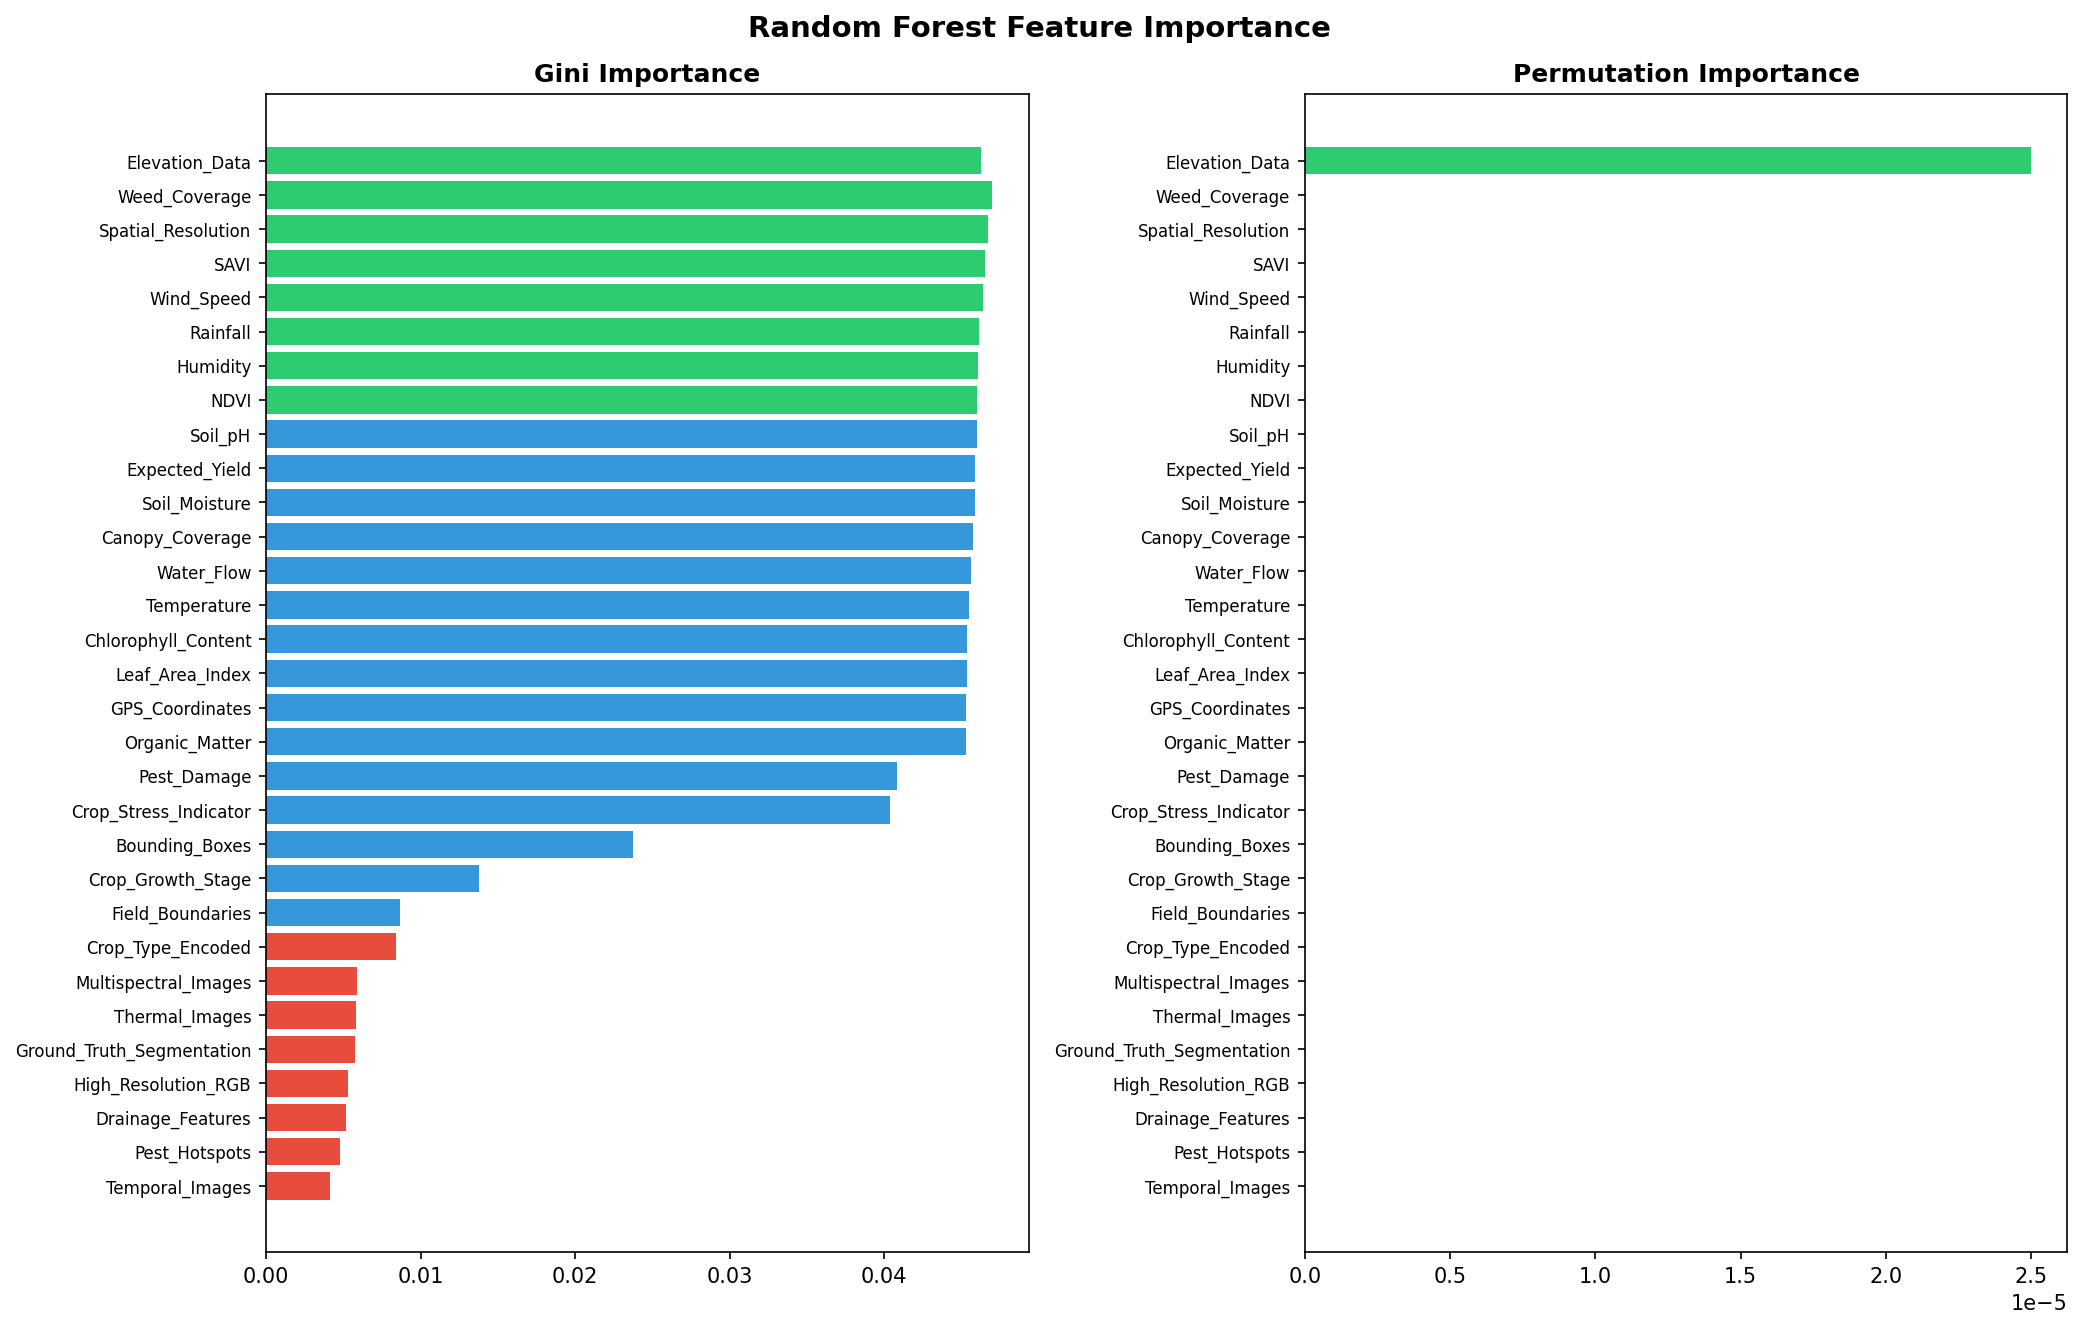 Random Forest Feature Importance
Gini Importance
Elevation_Data
Weed_Coverage
Spatial_Resolution
SAVI
Wind_Speed
Rainfall
Humidity
NDVI
Soil_pH
Expected_Yield
Soil_Moisture
Canopy_Coverage
Water_Flow
Temperature
Chlorophyll_Content
Leaf_Area_Index
GPS_Coordinates
Organic_Matter
Pest_Damage
Crop_Stress_Indicator
Bounding_Boxes
Crop_Growth_Stage
Field_Boundaries
Crop_Type_Encoded
Multispectral_Images
Thermal_Images
Ground_Truth_Segmentation
High_Resolution_RGB
Drainage_Features
Pest_Hotspots
Temporal_Images
0.00 0.01 0.02 0.03 0.04
Permutation Importance
Elevation_Data
Weed_Coverage
Spatial_Resolution
SAVI
Wind_Speed
Rainfall
Humidity
NDVI
Soil_pH
Expected_Yield
Soil_Moisture
Canopy_Coverage
Water_Flow
Temperature
Chlorophyll_Content
Leaf_Area_Index
GPS_Coordinates
Organic_Matter
Pest_Damage
Crop_Stress_Indicator
Bounding_Boxes
Crop_Growth_Stage
Field_Boundaries
Crop_Type_Encoded
Multispectral_Images
Thermal_Images
Ground_Truth_Segmentation
High_Resolution_RGB
Drainage_Features
Pest_Hotspots
Temporal_Images
0.0 0.5 1.0 1.5 2.0 2.5
1e−5